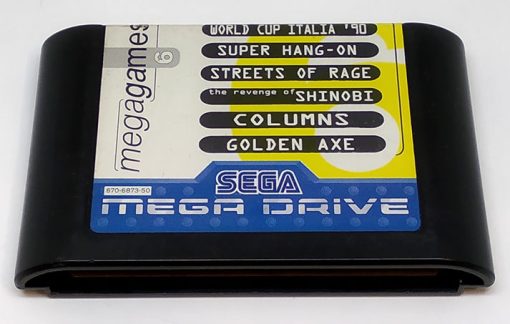 WORLD CUP ITALIA '90
SUPER HANG-ON
STREETS OF RAGE
the revenge of SHINOBI
COLUMNS
GOLDEN AXE
megagames 6
SEGA
670-6873-50
MEGA DRIVE